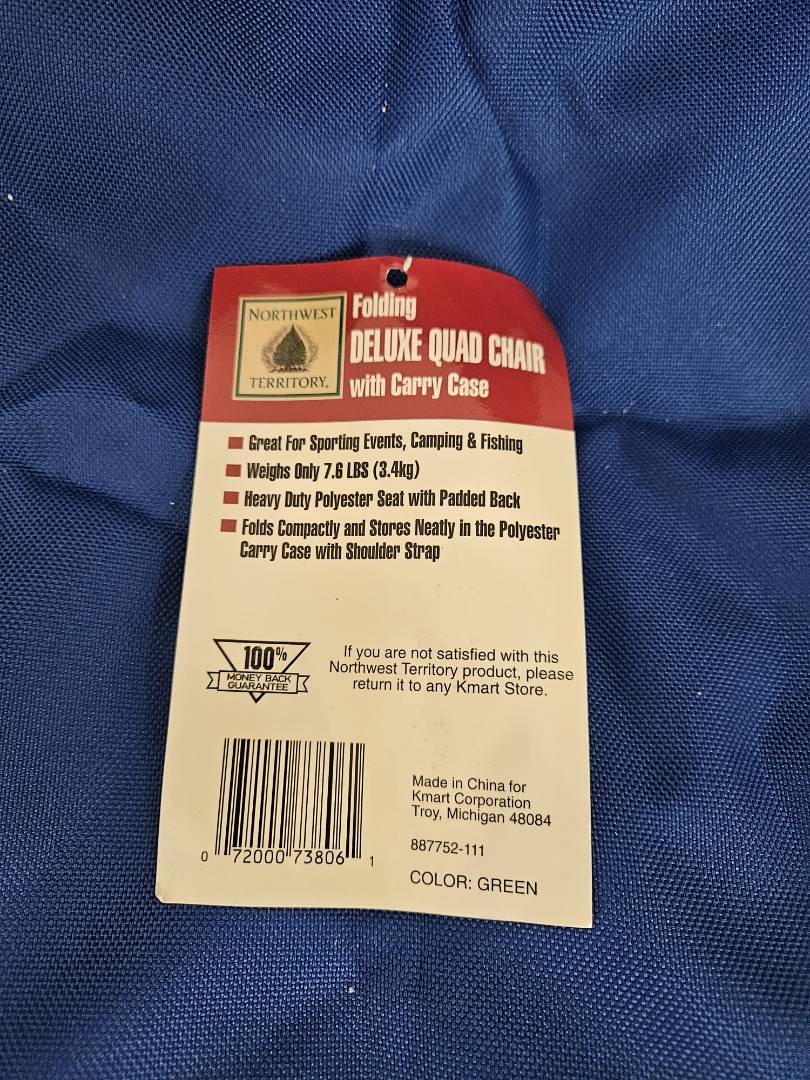 NORTHWEST
TERRITORY®
Folding
DELUXE QUAD CHAIR
with Carry Case
Great For Sporting Events, Camping & Fishing
Weighs Only 7.6 LBS (3.4kg)
Heavy Duty Polyester Seat with Padded Back
Folds Compactly and Stores Neatly in the Polyester
Carry Case with Shoulder Strap
100%
MONEY BACK
GUARANTEE
If you are not satisfied with this
Northwest Territory product, please
return it to any Kmart Store.
0 72000 73806 1
Made in China for
Kmart Corporation
Troy, Michigan 48084
887752-111
COLOR: GREEN